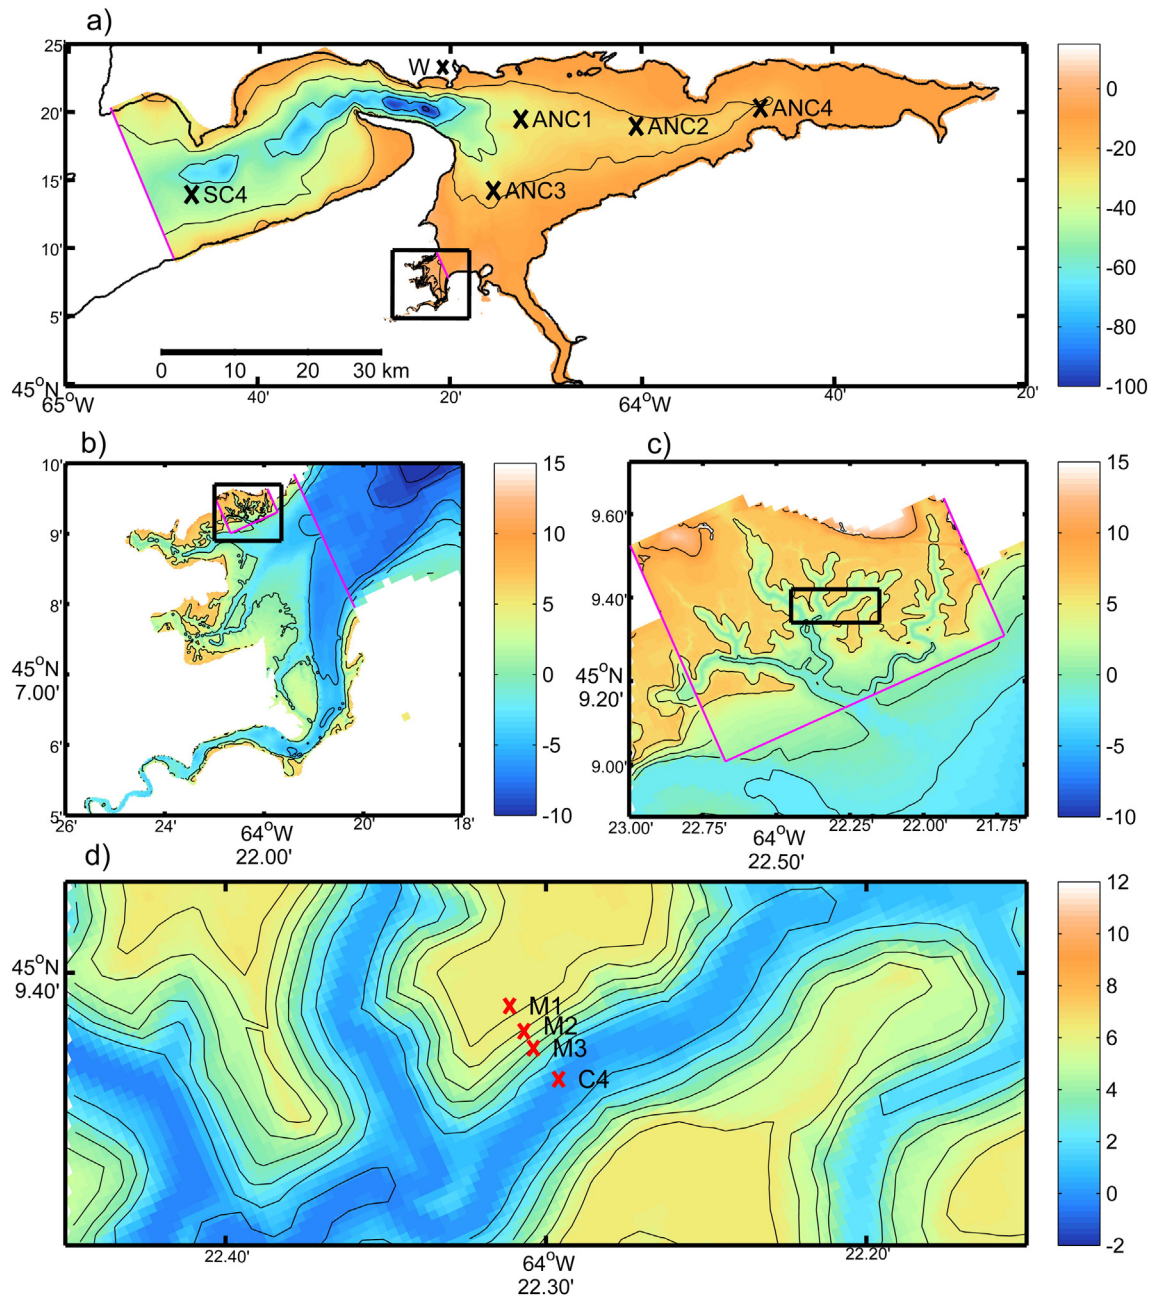 a)
25'
20'
15'
10'
5'
45°N
65°W
40'
20'
64°W
20'
W
ANC1
ANC2
ANC4
ANC3
SC4
0
10
20
30 km
0
-20
-40
-60
-80
-100
b)
10'
9'
8'
45°N
7.00'
6'
5'
26'
24'
64°W
22.00'
20'
18'
15
10
5
0
-5
-10
c)
9.60'
9.40'
45°N
9.20'
9.00'
23.00'
22.75'
64°W
22.50'
22.25'
22.00'
21.75'
15
10
5
0
-5
-10
d)
45°N
9.40'
M1
M2
M3
C4
22.40'
64°W
22.30'
22.20'
12
10
8
6
4
2
0
-2